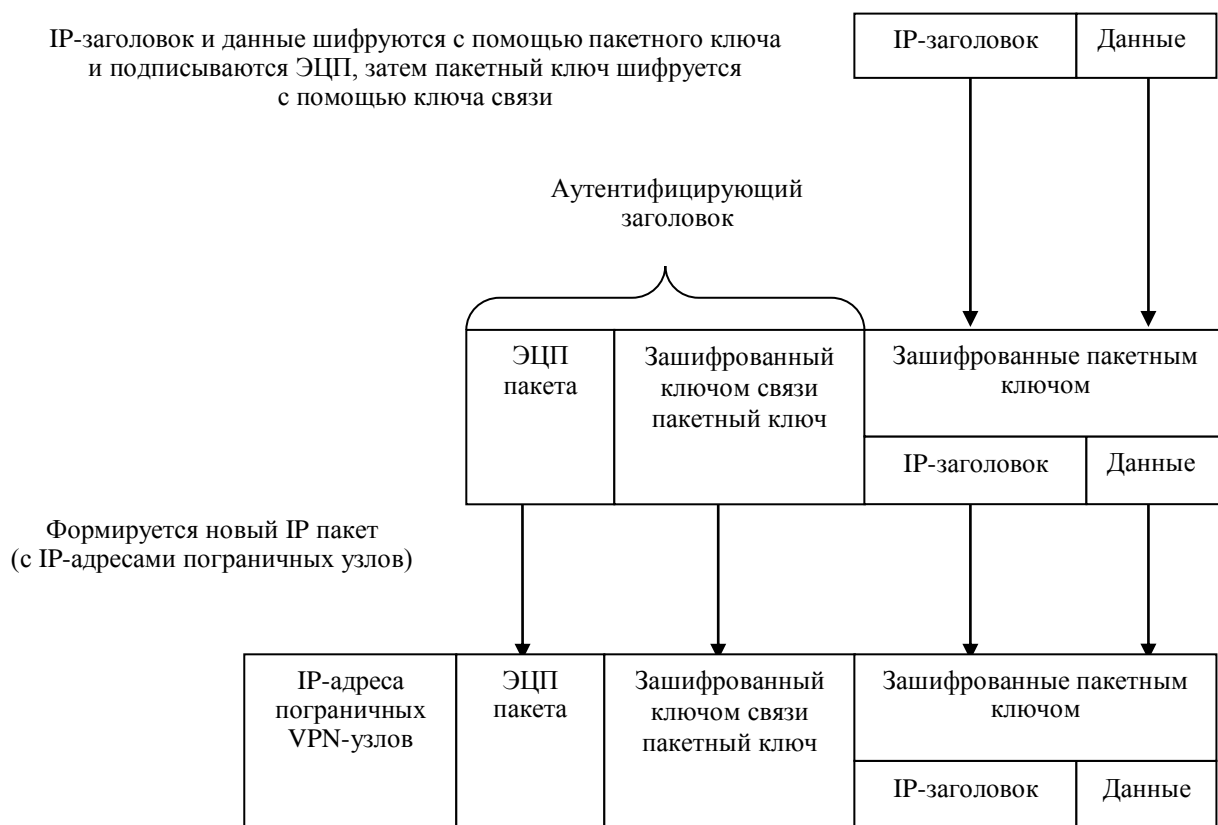 IP-заголовок и данные шифруются с помощью пакетного ключа
и подписываются ЭЦП, затем пакетный ключ шифруется
с помощью ключа связи
IP-заголовок
Данные
Аутентифицирующий
заголовок
ЭЦП
пакета
Зашифрованный
ключом связи
пакетный ключ
Зашифрованные пакетным
ключом
IP-заголовок
Данные
Формируется новый IP пакет
(с IP-адресами пограничных узлов)
IP-адреса
пограничных
VPN-узлов
ЭЦП
пакета
Зашифрованный
ключом связи
пакетный ключ
Зашифрованные пакетным
ключом
IP-заголовок
Данные